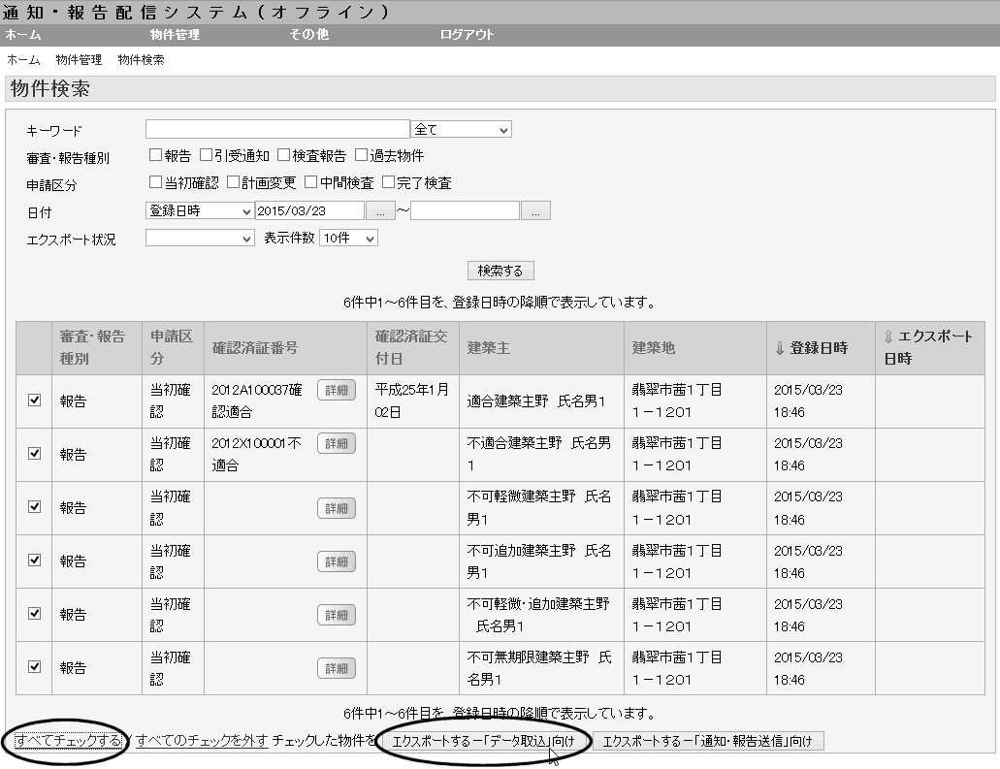 通知・報告配信システム(オフライン)
ホーム 物件管理 その他 ログアウト
ホーム 物件管理 物件検索
物件検索
キーワード 全て
審査・報告種別 報告 引受通知 検査報告 過去物件
申請区分 当初確認 計画変更 中間検査 完了検査
日付 登録日時 2015/03/23 ... ～ ...
エクスポート状況 表示件数 10件
検索する
6件中1～6件目を、登録日時の降順で表示しています。
審査・報告種別 申請区分 確認済証番号 確認済証交付日 建築主 建築地 ⇓登録日時 ⇕エクスポート日時
報告 当初確認 2012A100037確認適合 詳細 平成25年1月02日 適合建築主野 氏名男1 翡翠市茜1丁目1－1201 2015/03/23 18:46
報告 当初確認 2012X100001不適合 詳細 不適合建築主野 氏名男1 翡翠市茜1丁目1－1201 2015/03/23 18:46
報告 当初確認 詳細 不可軽微建築主野 氏名男1 翡翠市茜1丁目1－1201 2015/03/23 18:46
報告 当初確認 詳細 不可追加建築主野 氏名男1 翡翠市茜1丁目1－1201 2015/03/23 18:46
報告 当初確認 詳細 不可軽微・追加建築主野 氏名男1 翡翠市茜1丁目1－1201 2015/03/23 18:46
報告 当初確認 詳細 不可無期限建築主野 氏名男1 翡翠市茜1丁目1－1201 2015/03/23 18:46
6件中1～6件目を、登録日時の降順で表示しています。
すべてチェックする / すべてのチェックを外す チェックした物件を エクスポートする－「データ取込」向け エクスポートする－「通知・報告送信」向け